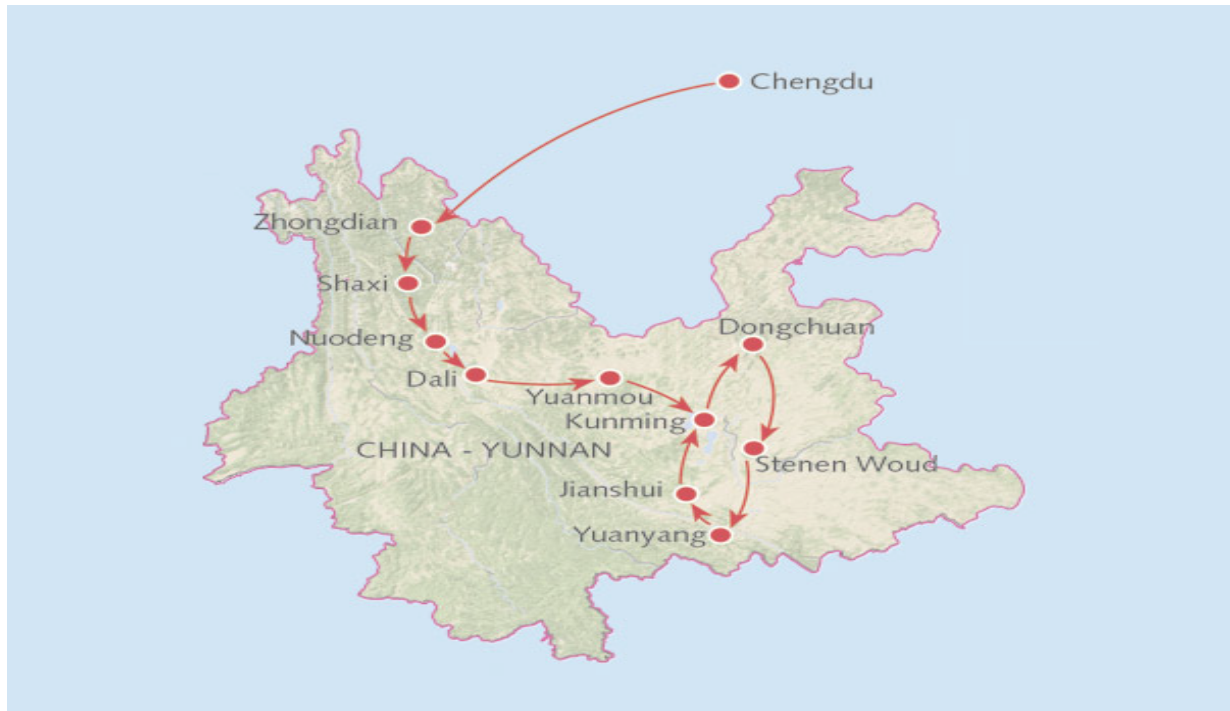 Chengdu
Zhongdian
Shaxi
Dongchuan
Nuodeng
Dali
Yuanmou
Kunming
CHINA - YUNNAN
Stenen Woud
Jianshui
Yuanyang